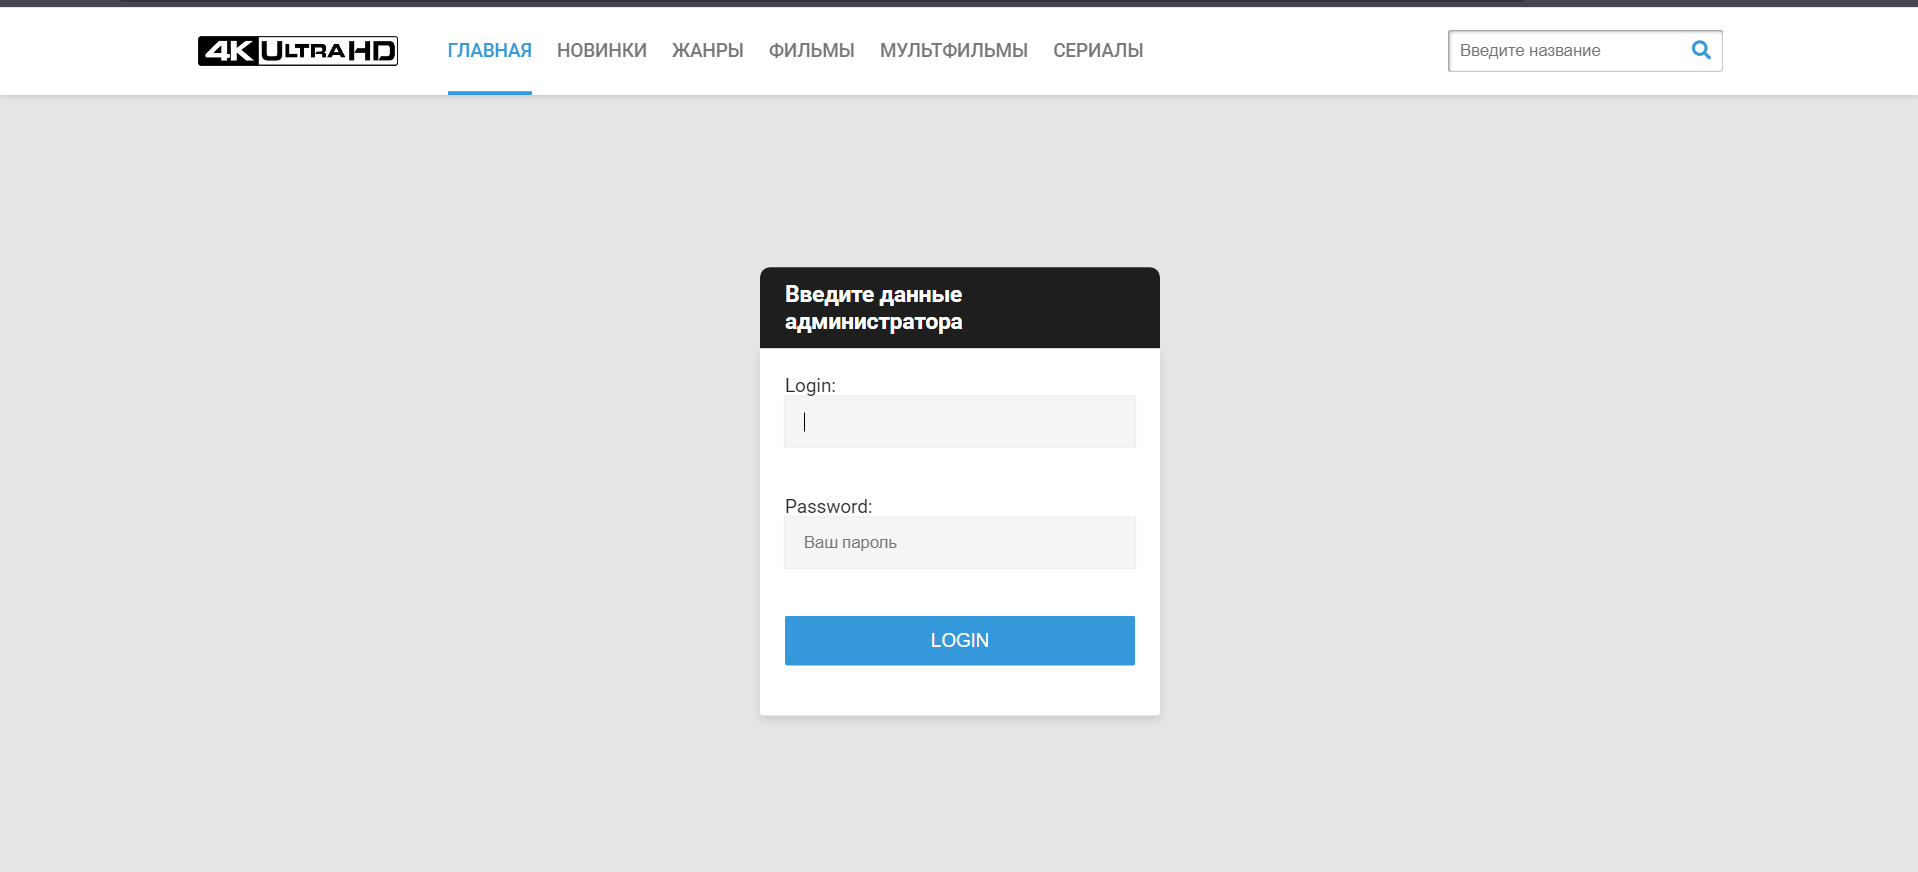 4K ULTRA HD
ГЛАВНАЯ НОВИНКИ ЖАНРЫ ФИЛЬМЫ МУЛЬТФИЛЬМЫ СЕРИАЛЫ
Введите название
Введите данные
администратора
Login:
Password:
Ваш пароль
LOGIN